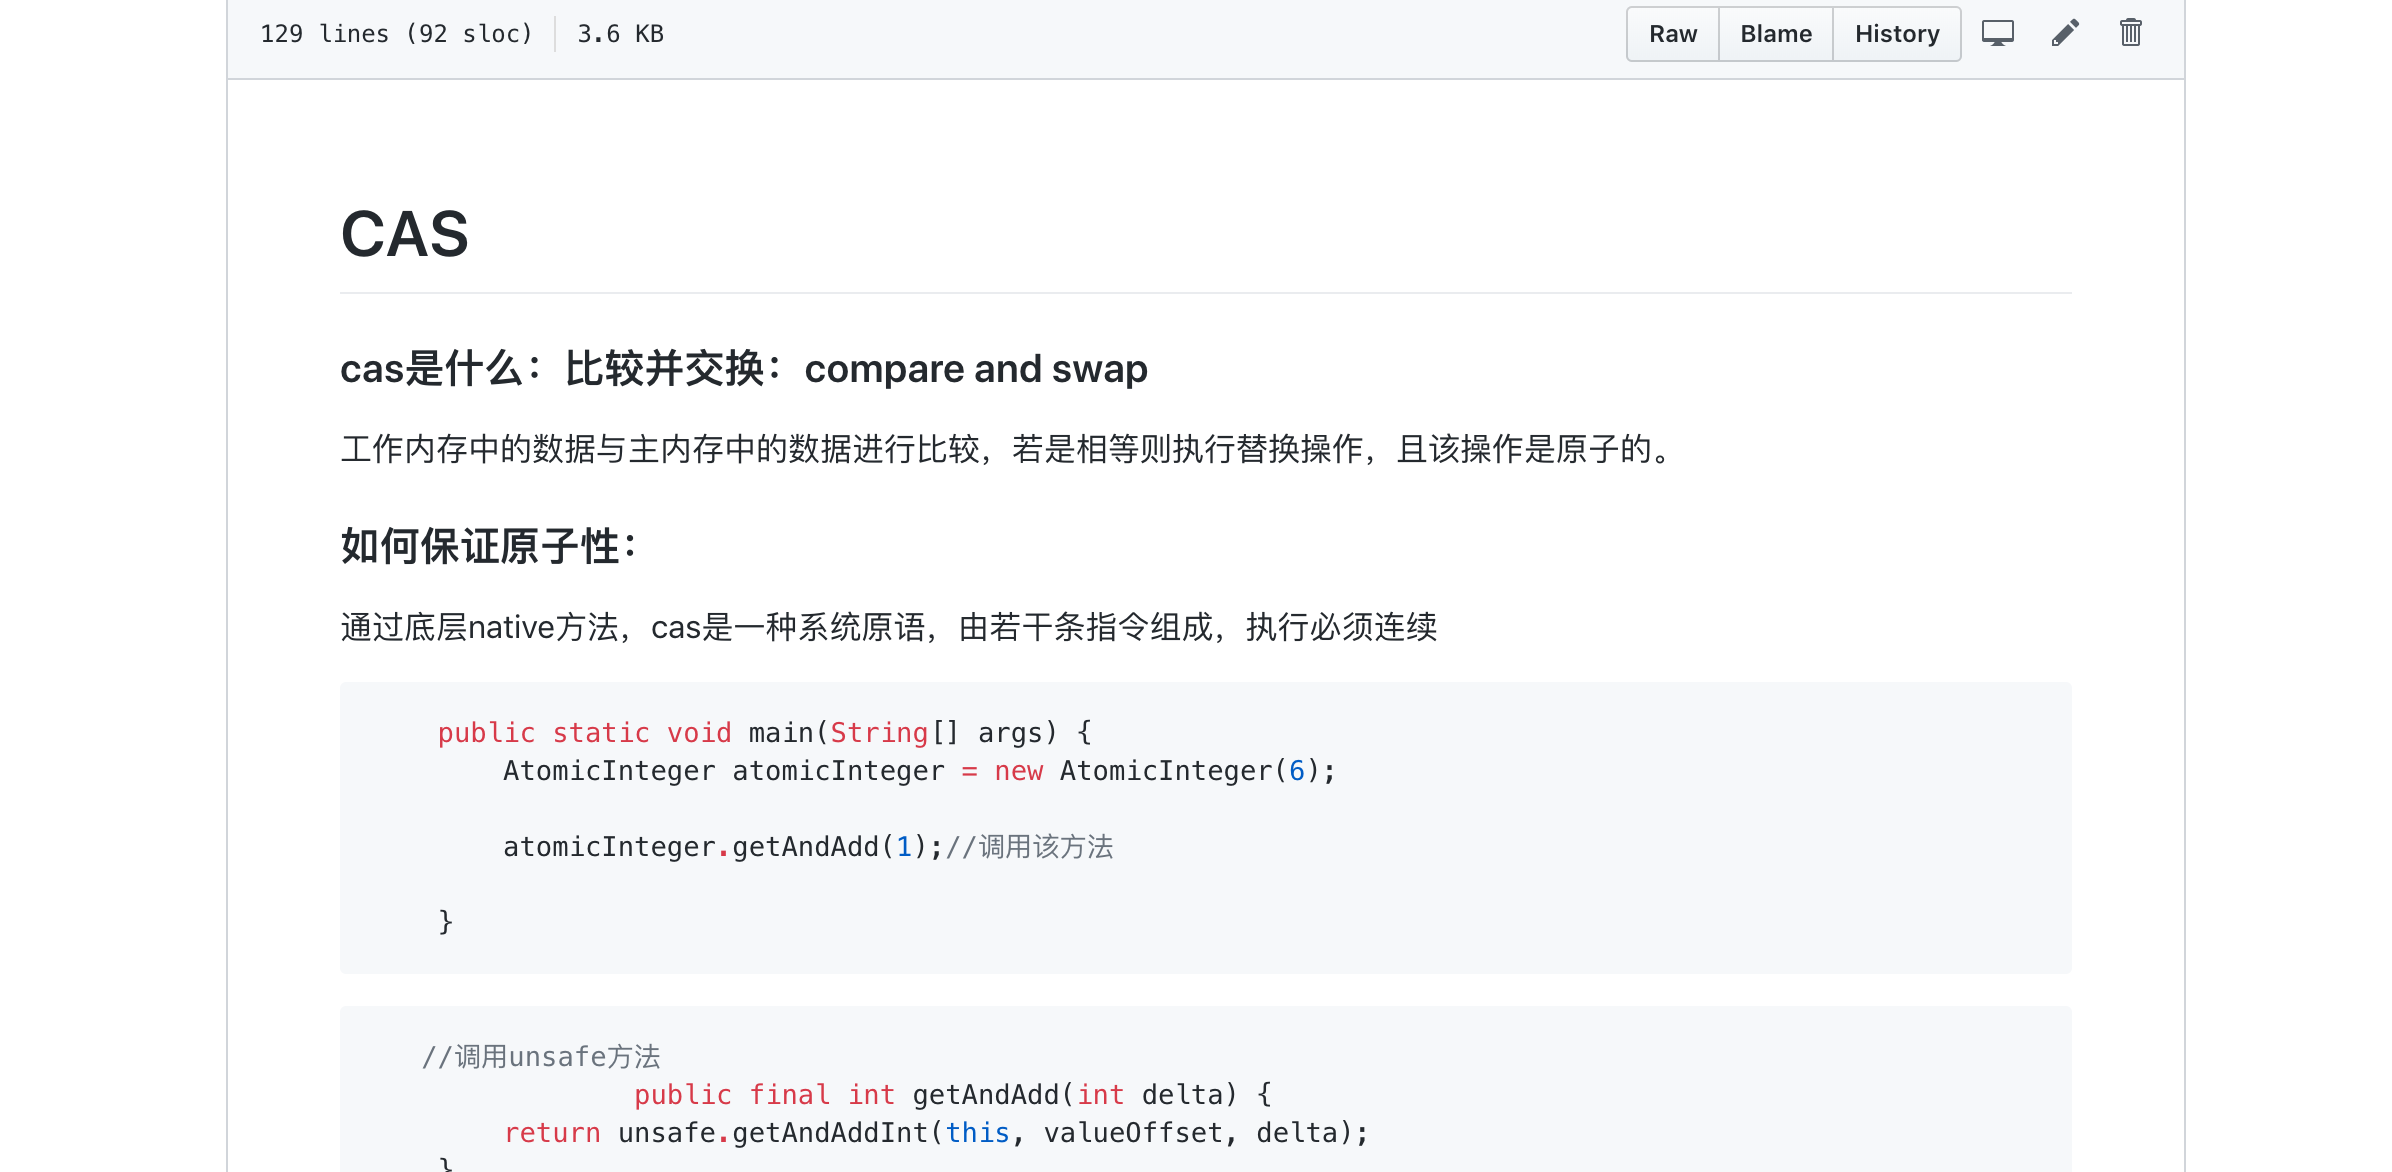 129 lines (92 sloc) 3.6 KB Raw Blame History
CAS
cas是什么：比较并交换：compare and swap
工作内存中的数据与主内存中的数据进行比较，若是相等则执行替换操作，且该操作是原子的。
如何保证原子性：
通过底层native方法，cas是一种系统原语，由若干条指令组成，执行必须连续
public static void main(String[] args) {
AtomicInteger atomicInteger = new AtomicInteger(6);
atomicInteger.getAndAdd(1);//调用该方法
}
//调用unsafe方法
public final int getAndAdd(int delta) {
return unsafe.getAndAddInt(this, valueOffset, delta);
}